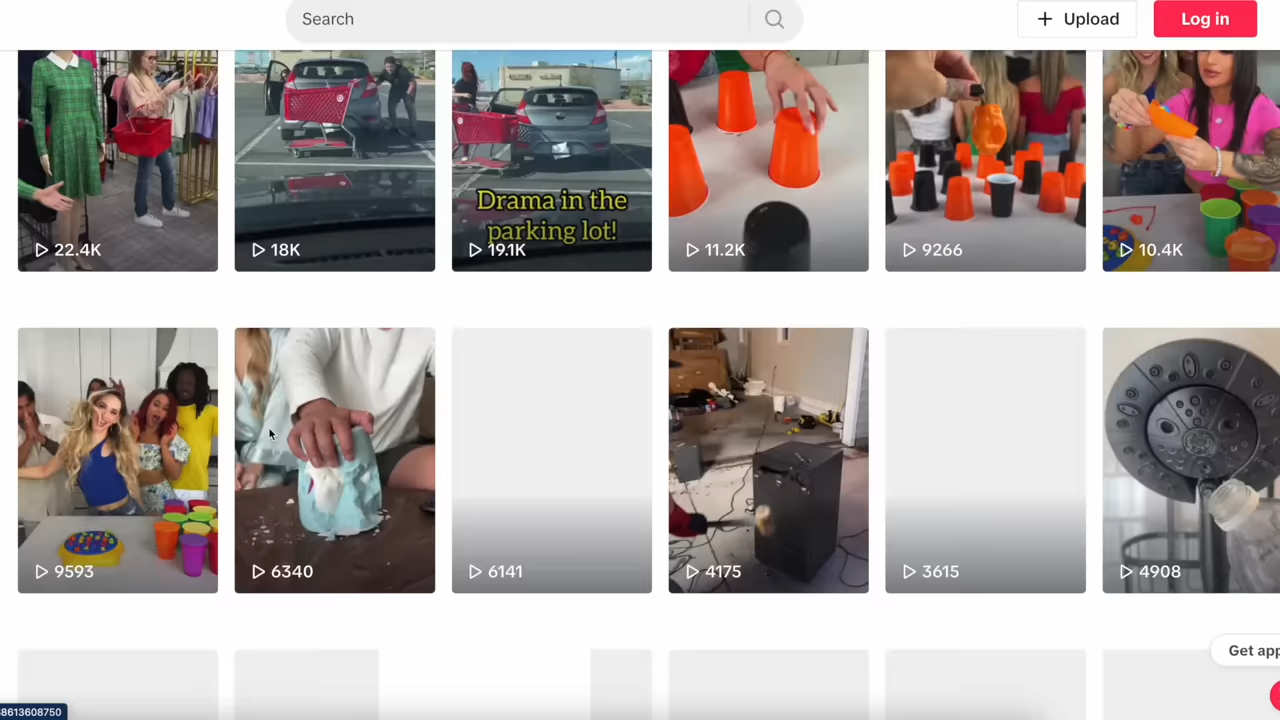 Search
Upload
Log in
22.4K
18K
Drama in the
parking lot!
19.1K
11.2K
9266
10.4K
9593
6340
6141
4175
3615
4908
Get app
8613608750